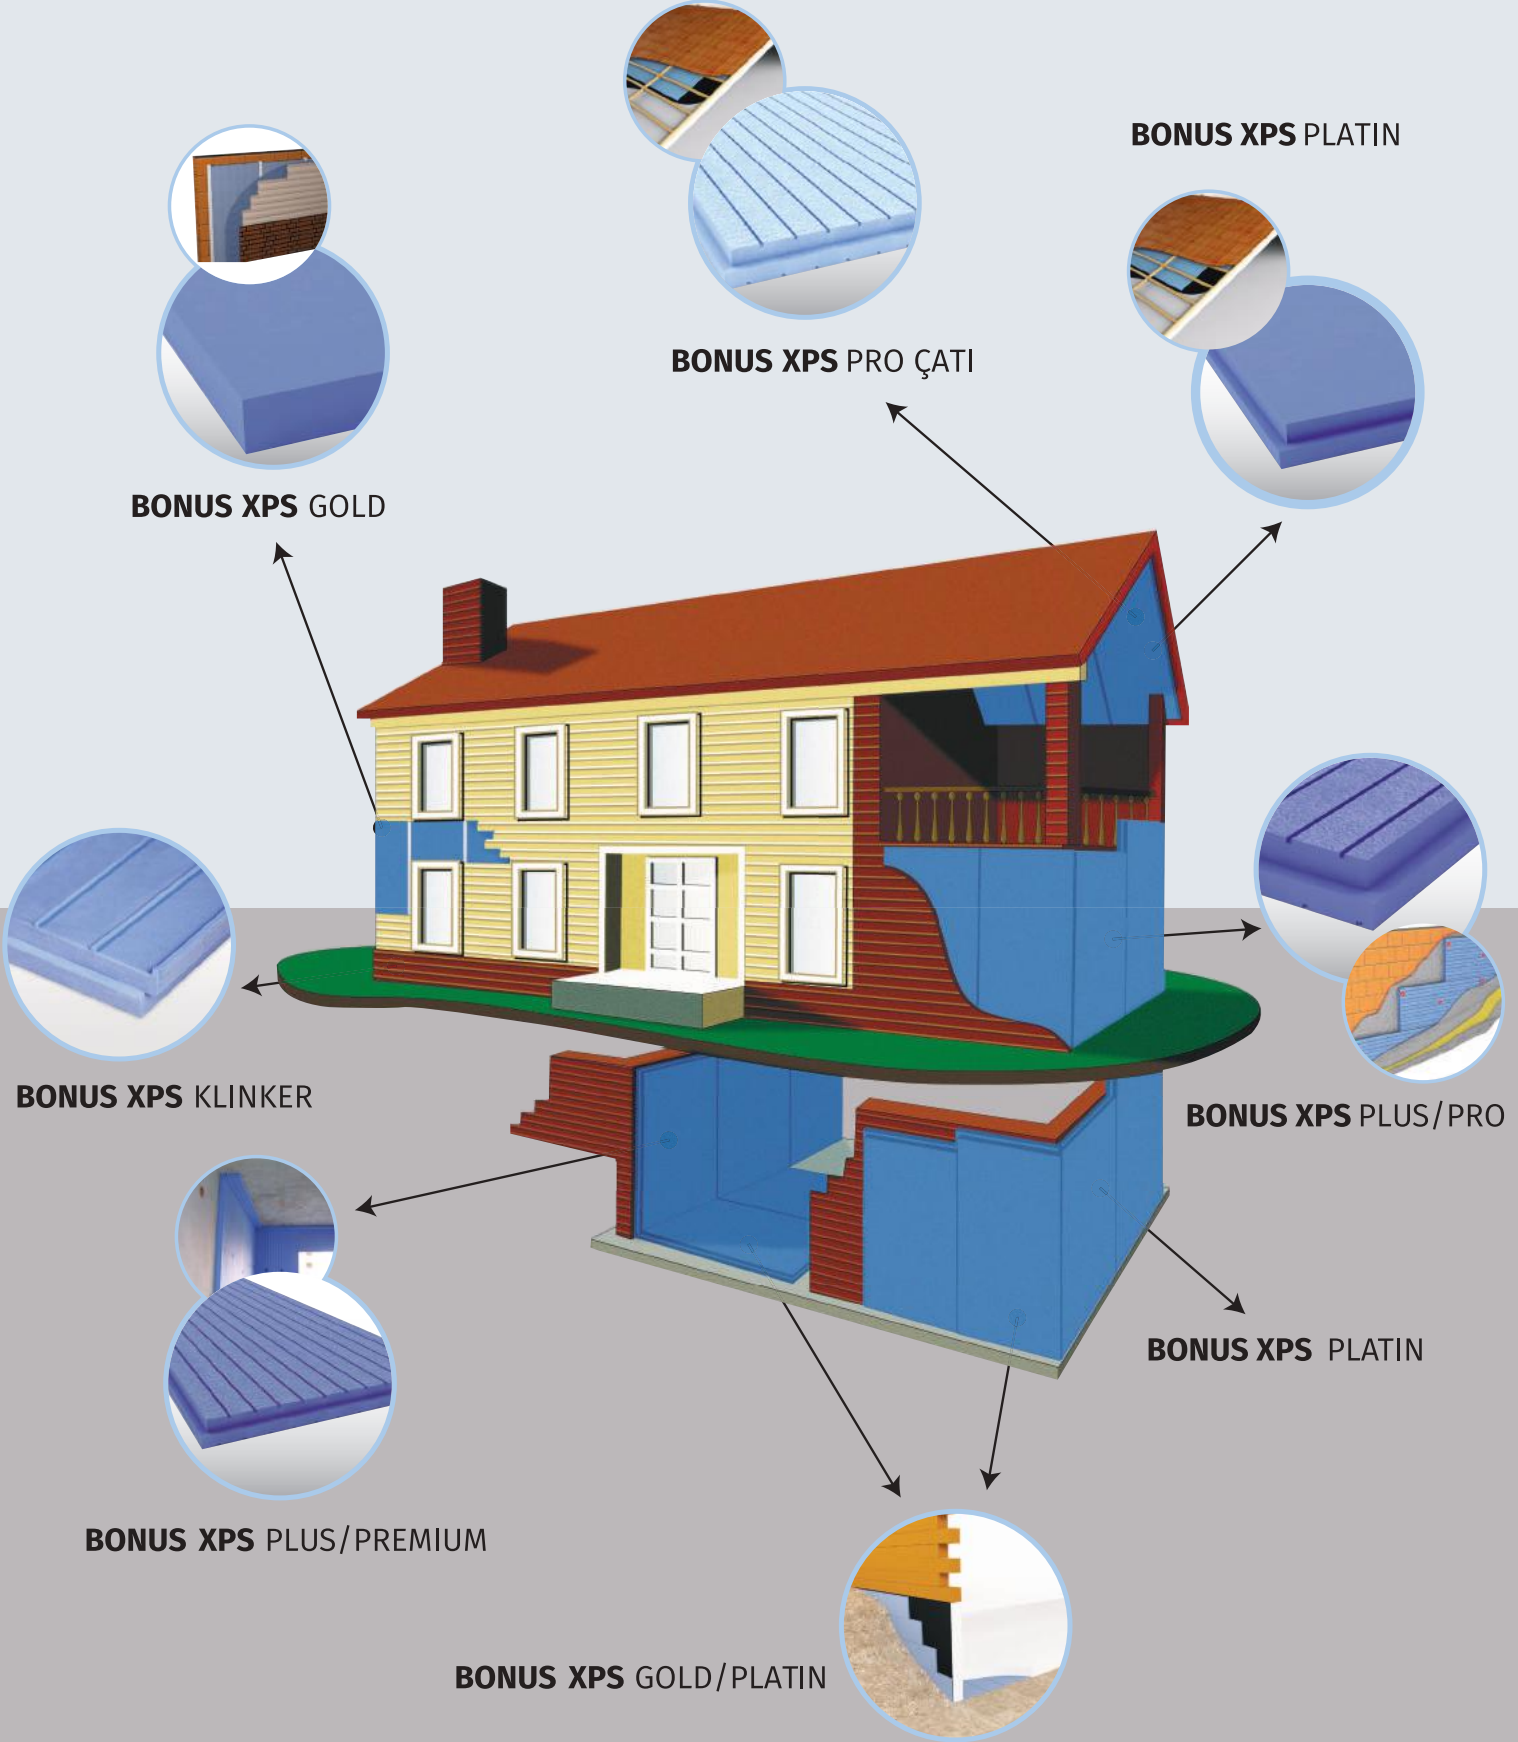 BONUS XPS PLATIN
BONUS XPS PRO ÇATI
BONUS XPS GOLD
BONUS XPS KLINKER
BONUS XPS PLUS/PRO
BONUS XPS PLATIN
BONUS XPS PLUS/PREMIUM
BONUS XPS GOLD/PLATIN